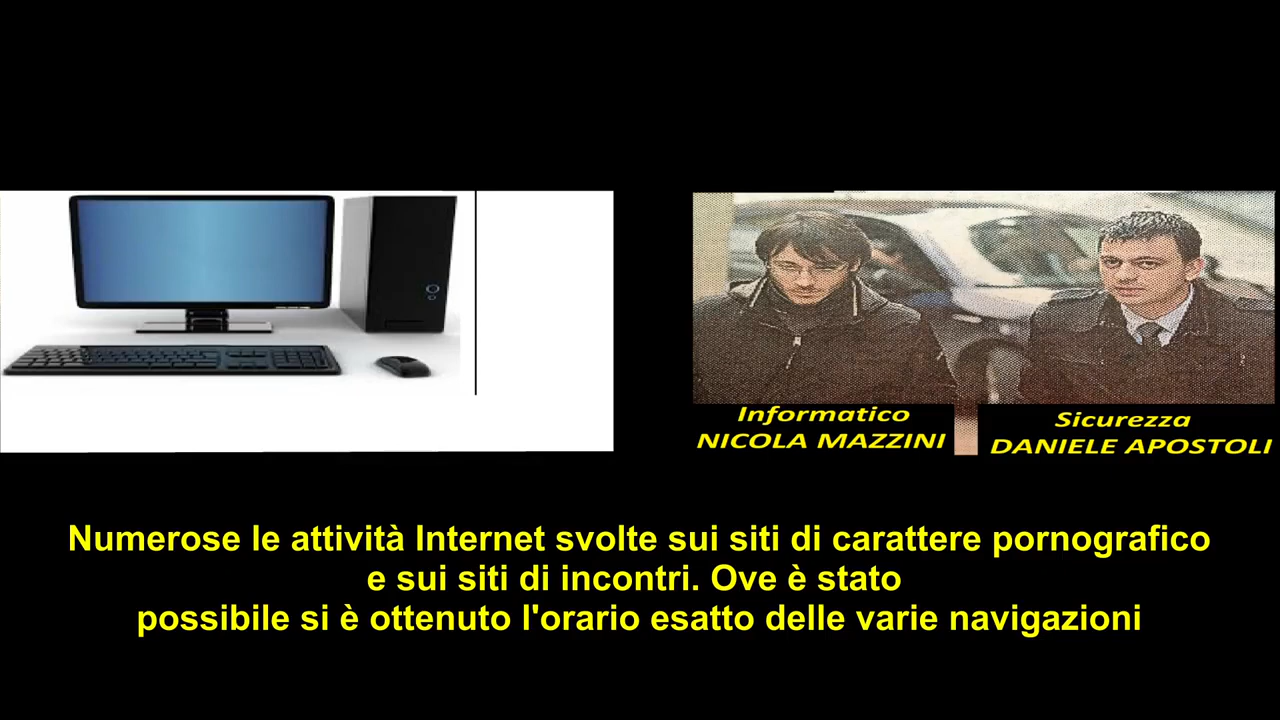 Informatico
NICOLA MAZZINI
Sicurezza
DANIELE APOSTOLI
Numerose le attività Internet svolte sui siti di carattere pornografico
e sui siti di incontri. Ove è stato
possibile si è ottenuto l'orario esatto delle varie navigazioni